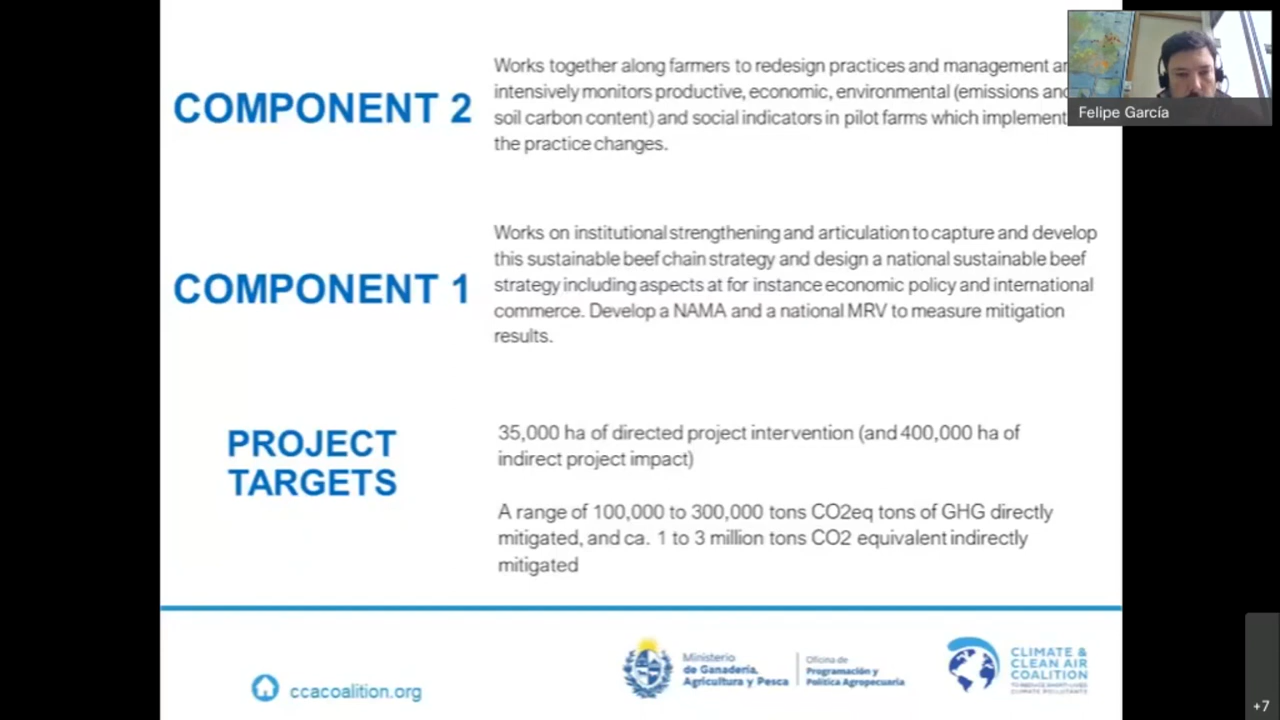 COMPONENT 2
Works together along farmers to redesign practices and management
intensively monitors productive, economic, environmental (emissions and
soil carbon content) and social indicators in pilot farms which implement
the practice changes.
COMPONENT 1
Works on institutional strengthening and articulation to capture and develop
this sustainable beef chain strategy and design a national sustainable beef
strategy including aspects at for instance economic policy and international
commerce. Develop a NAMA and a national MRV to measure mitigation
results.
PROJECT
TARGETS
35,000 ha of directed project intervention (and 400,000 ha of
indirect project impact)
A range of 100,000 to 300,000 tons CO2eq tons of GHG directly
mitigated, and ca. 1 to 3 million tons CO2 equivalent indirectly
mitigated
ccacoalition.org
Ministerio
de Ganadería,
Agricultura y Pesca
Oficina de
Programación y
Política Agropecuaria
CLIMATE &
CLEAN AIR
COALITION
TO REDUCE SHORT-LIVED
CLIMATE POLLUTANTS
Felipe García
+7